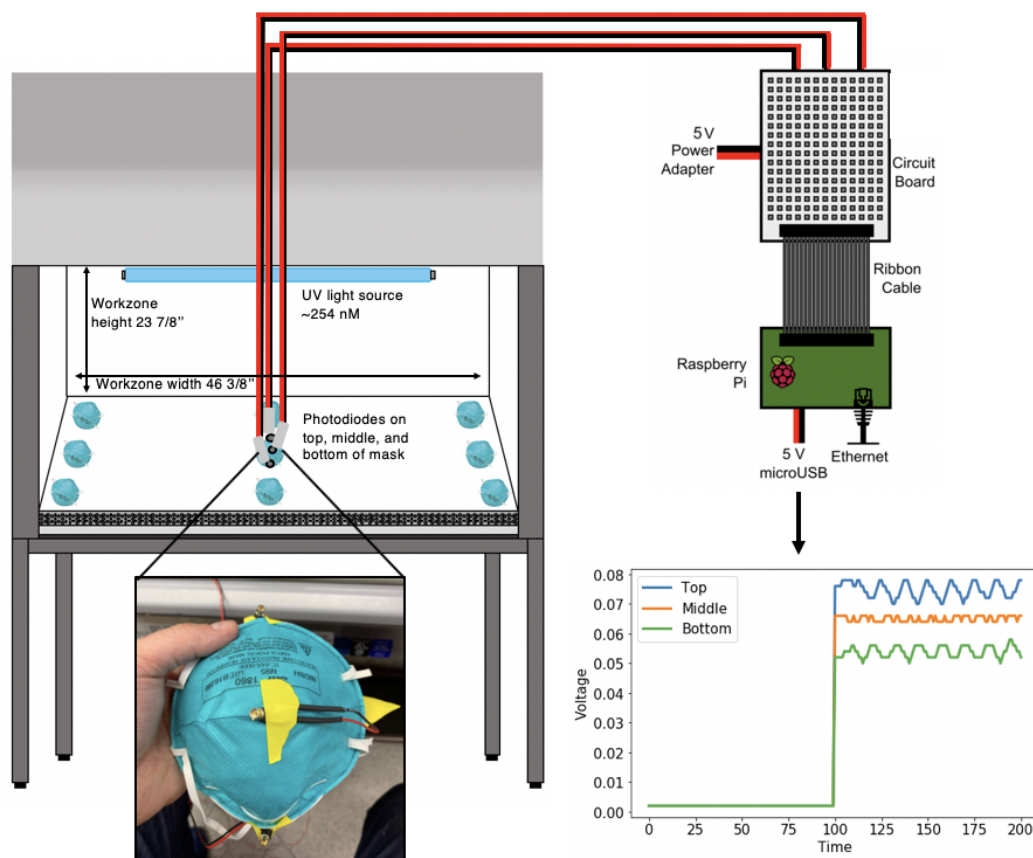 5 V
Power
Adapter
Circuit
Board
Ribbon
Cable
Raspberry
Pi
5 V
microUSB
Ethernet
UV light source
~254 nM
Workzone
height 23 7/8"
Workzone width 46 3/8"
Photodiodes on
top, middle, and
bottom of mask
1860
N95
NIOSH
Top
Middle
Bottom
Voltage
0.08
0.07
0.06
0.05
0.04
0.03
0.02
0.01
0.00
0
25
50
75
100
125
150
175
200
Time